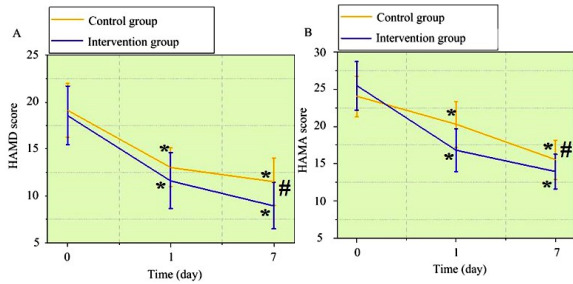 A
Control group
Intervention group
25
20
15
10
5
HAMD score
*
*
*
*
#
0
1
7
Time (day)
B
Control group
Intervention group
30
25
20
15
10
5
HAMA score
*
*
*
*
#
0
1
7
Time (day)